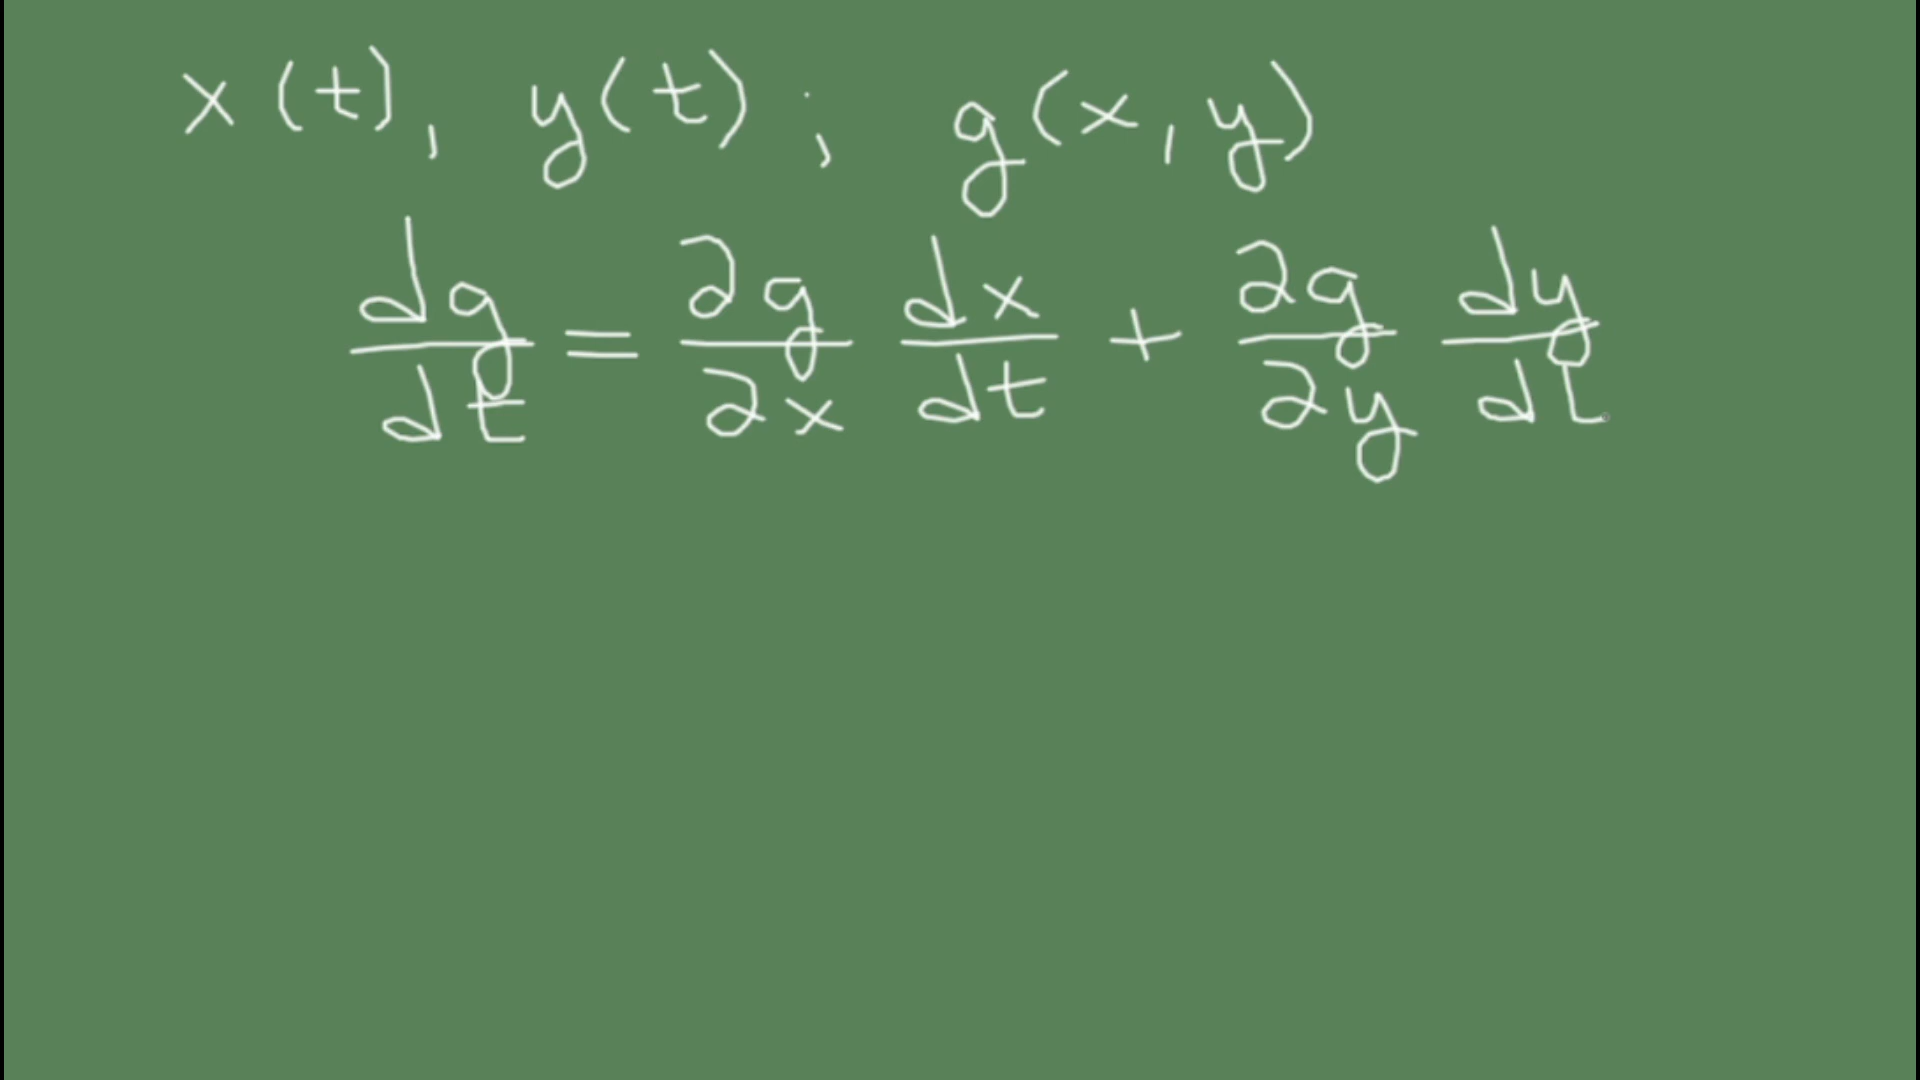 x(t), y(t); g(x,y)
dg/dt = ∂g/∂x dx/dt + ∂g/∂y dy/dt